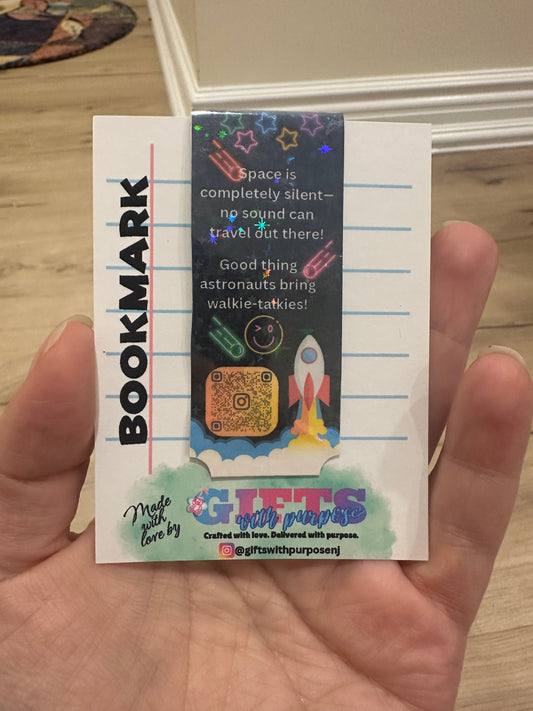 BOOKMARK
Space is
completely silent—
no sound can
travel out there!
Good thing
astronauts bring
walkie-talkies!
Made
with
love by
GIFTS
with purpose
Crafted with love. Delivered with purpose.
@giftswithpurposenj